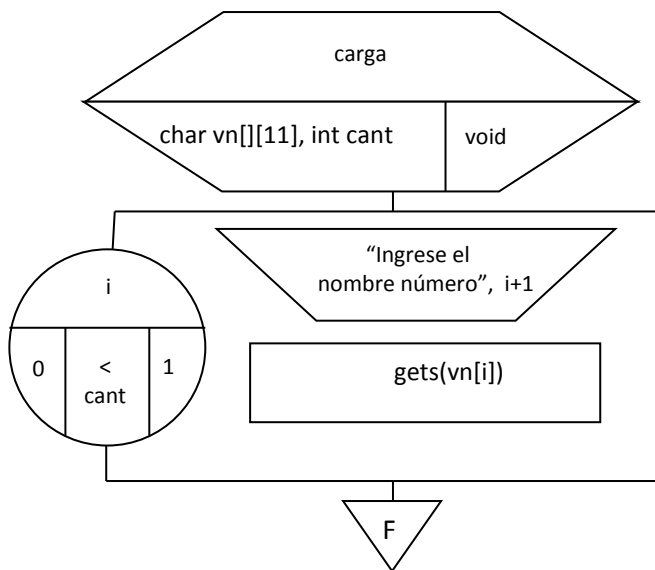 carga
char vn[][11], int cant
void
“Ingrese el
nombre número”, i+1
i
0
<
cant
1
gets(vn[i])
F